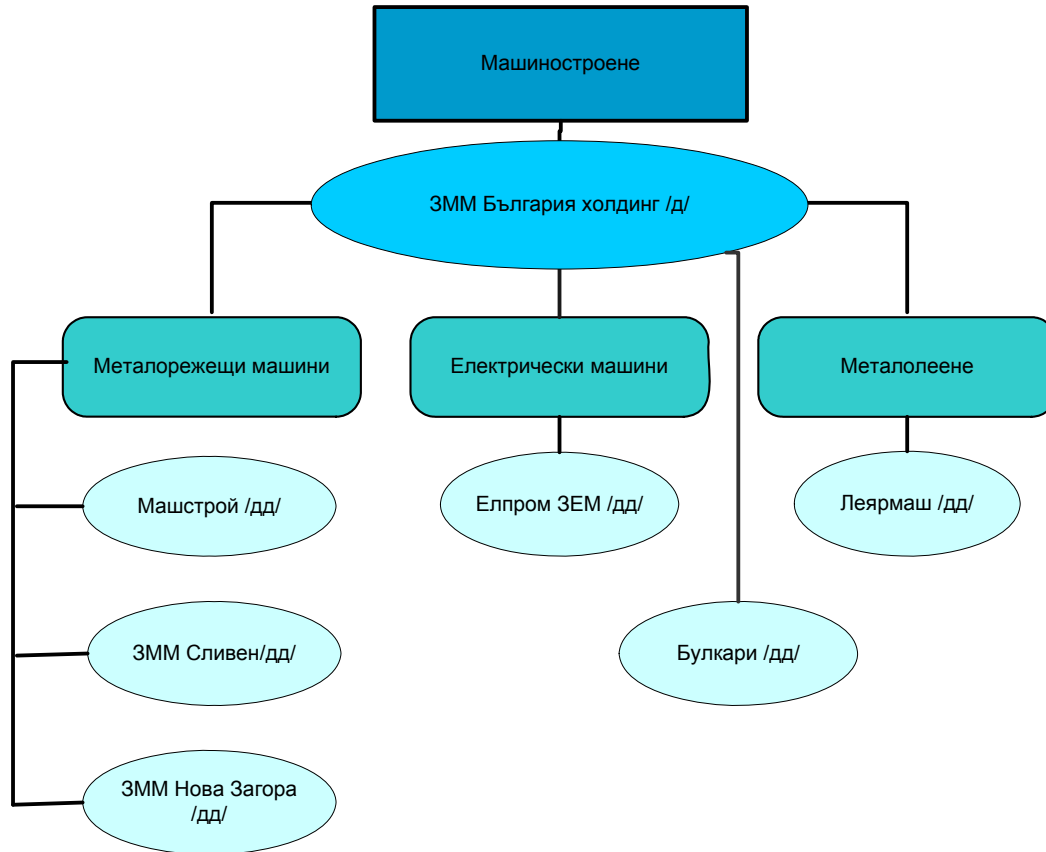 Машиностроене
ЗММ България холдинг /д/
Металорежещи машини
Електрически машини
Металолеене
Машстрой /дд/
Елпром ЗЕМ /дд/
Леярмаш /дд/
ЗММ Сливен/дд/
Булкари /дд/
ЗММ Нова Загора
/дд/